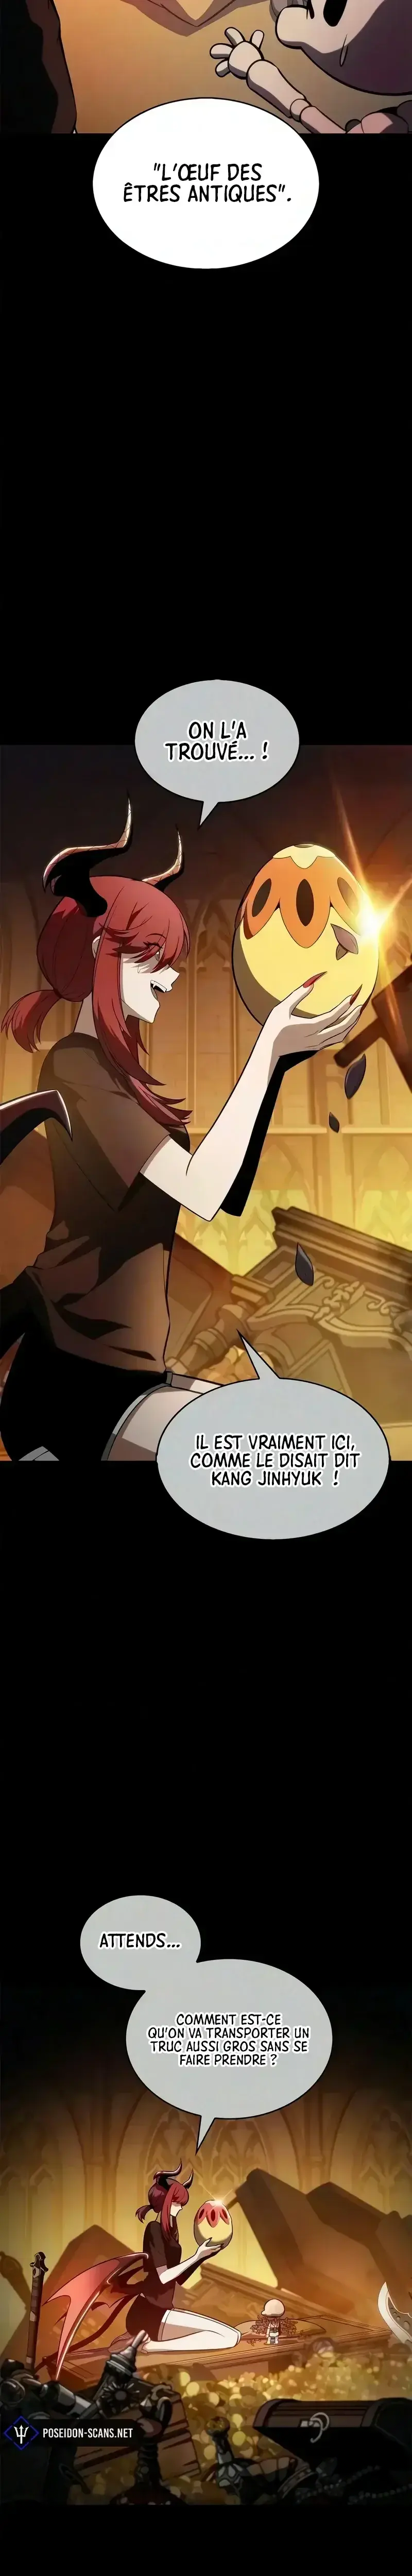 "L'ŒUF DES
ÊTRES ANTIQUES".
ON L'A
TROUVÉ... !
IL EST VRAIMENT ICI,
COMME LE DISAIT DIT
KANG JINHYUK !
ATTENDS...
COMMENT EST-CE
QU'ON VA TRANSPORTER UN
TRUC AUSSI GROS SANS SE
FAIRE PRENDRE ?
POSEIDON-SCANS.NET